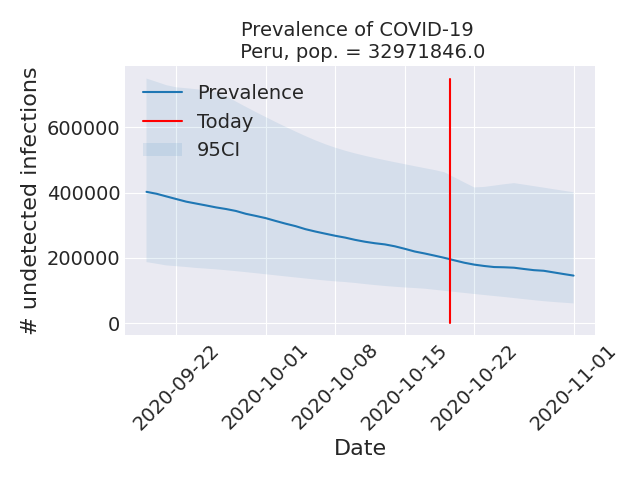 Prevalence of COVID-19
Peru, pop. = 32971846.0
# undetected infections
600000
400000
200000
0
Prevalence
Today
95CI
2020-09-22
2020-10-01
2020-10-08
2020-10-15
2020-10-22
2020-11-01
Date